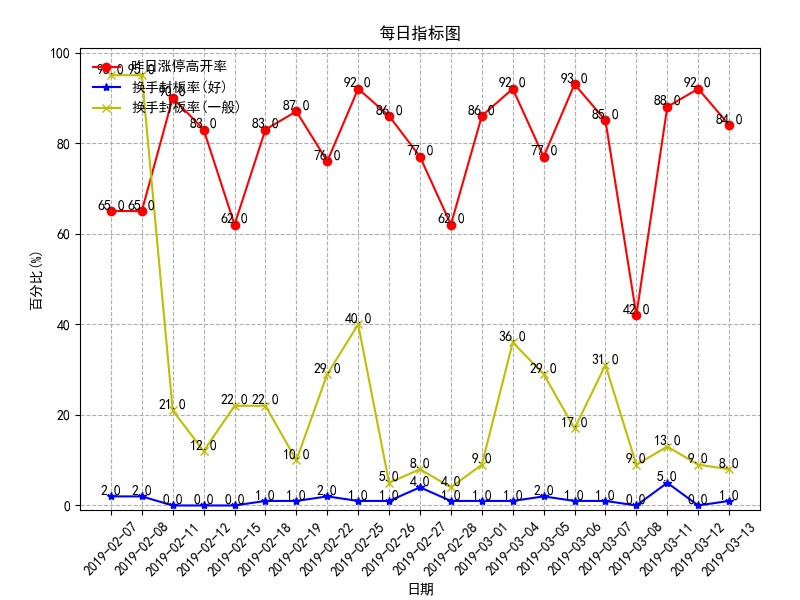 每日指标图
昨日涨停高开率
换手封板率(好)
换手封板率(一般)
百分比(%)
100
80
60
40
20
0
65.0 65.0 90.0 83.0 62.0 83.0 87.0 76.0 92.0 86.0 77.0 62.0 86.0 92.0 77.0 93.0 85.0 42.0 88.0 92.0 84.0
95.0 95.0 21.0 12.0 22.0 22.0 10.0 29.0 40.0 5.0 8.0 4.0 9.0 36.0 29.0 17.0 31.0 9.0 13.0 9.0 8.0
2.0 2.0 0.0 0.0 0.0 1.0 1.0 2.0 1.0 1.0 4.0 1.0 1.0 1.0 2.0 1.0 1.0 0.0 5.0 0.0 1.0
2019-02-07 2019-02-08 2019-02-11 2019-02-12 2019-02-15 2019-02-18 2019-02-19 2019-02-22 2019-02-25 2019-02-26 2019-02-27 2019-02-28 2019-03-01 2019-03-04 2019-03-05 2019-03-06 2019-03-07 2019-03-08 2019-03-11 2019-03-12 2019-03-13
日期